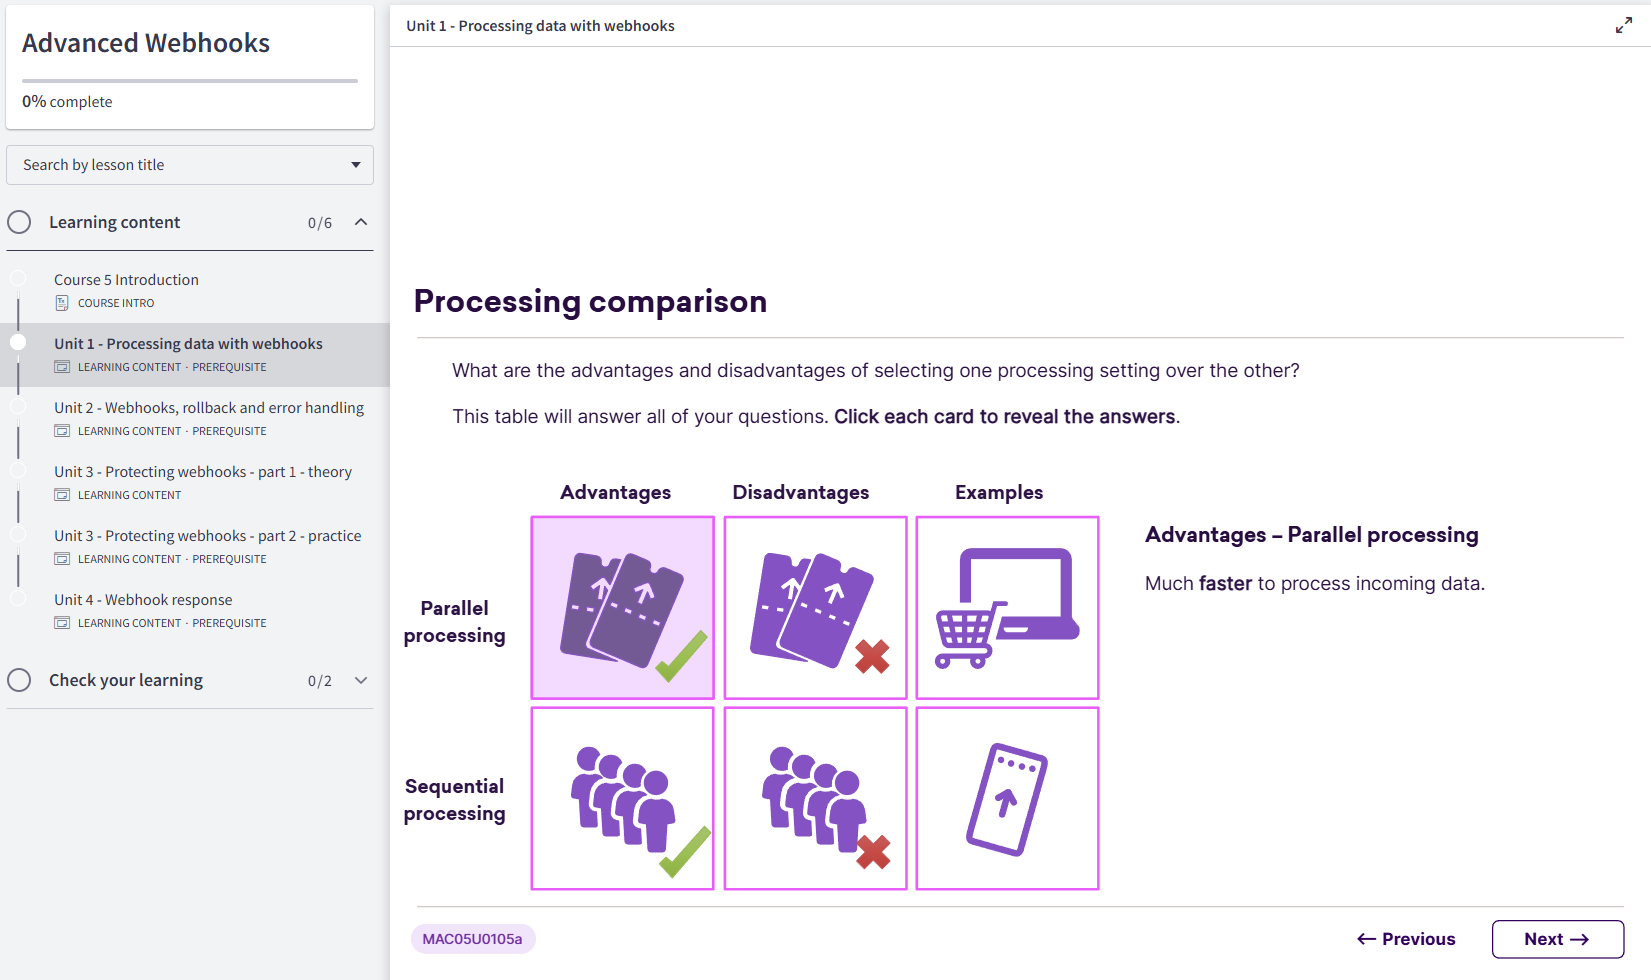 Advanced Webhooks
0% complete
Search by lesson title
Learning content 0/6
Course 5 Introduction
COURSE INTRO
Unit 1 - Processing data with webhooks
LEARNING CONTENT · PREREQUISITE
Unit 2 - Webhooks, rollback and error handling
LEARNING CONTENT · PREREQUISITE
Unit 3 - Protecting webhooks - part 1 - theory
LEARNING CONTENT
Unit 3 - Protecting webhooks - part 2 - practice
LEARNING CONTENT · PREREQUISITE
Unit 4 - Webhook response
LEARNING CONTENT · PREREQUISITE
Check your learning 0/2
Unit 1 - Processing data with webhooks
Processing comparison
What are the advantages and disadvantages of selecting one processing setting over the other?
This table will answer all of your questions. Click each card to reveal the answers.
Advantages Disadvantages Examples
Parallel
processing
Sequential
processing
Advantages – Parallel processing
Much faster to process incoming data.
MAC05U0105a
← Previous
Next →